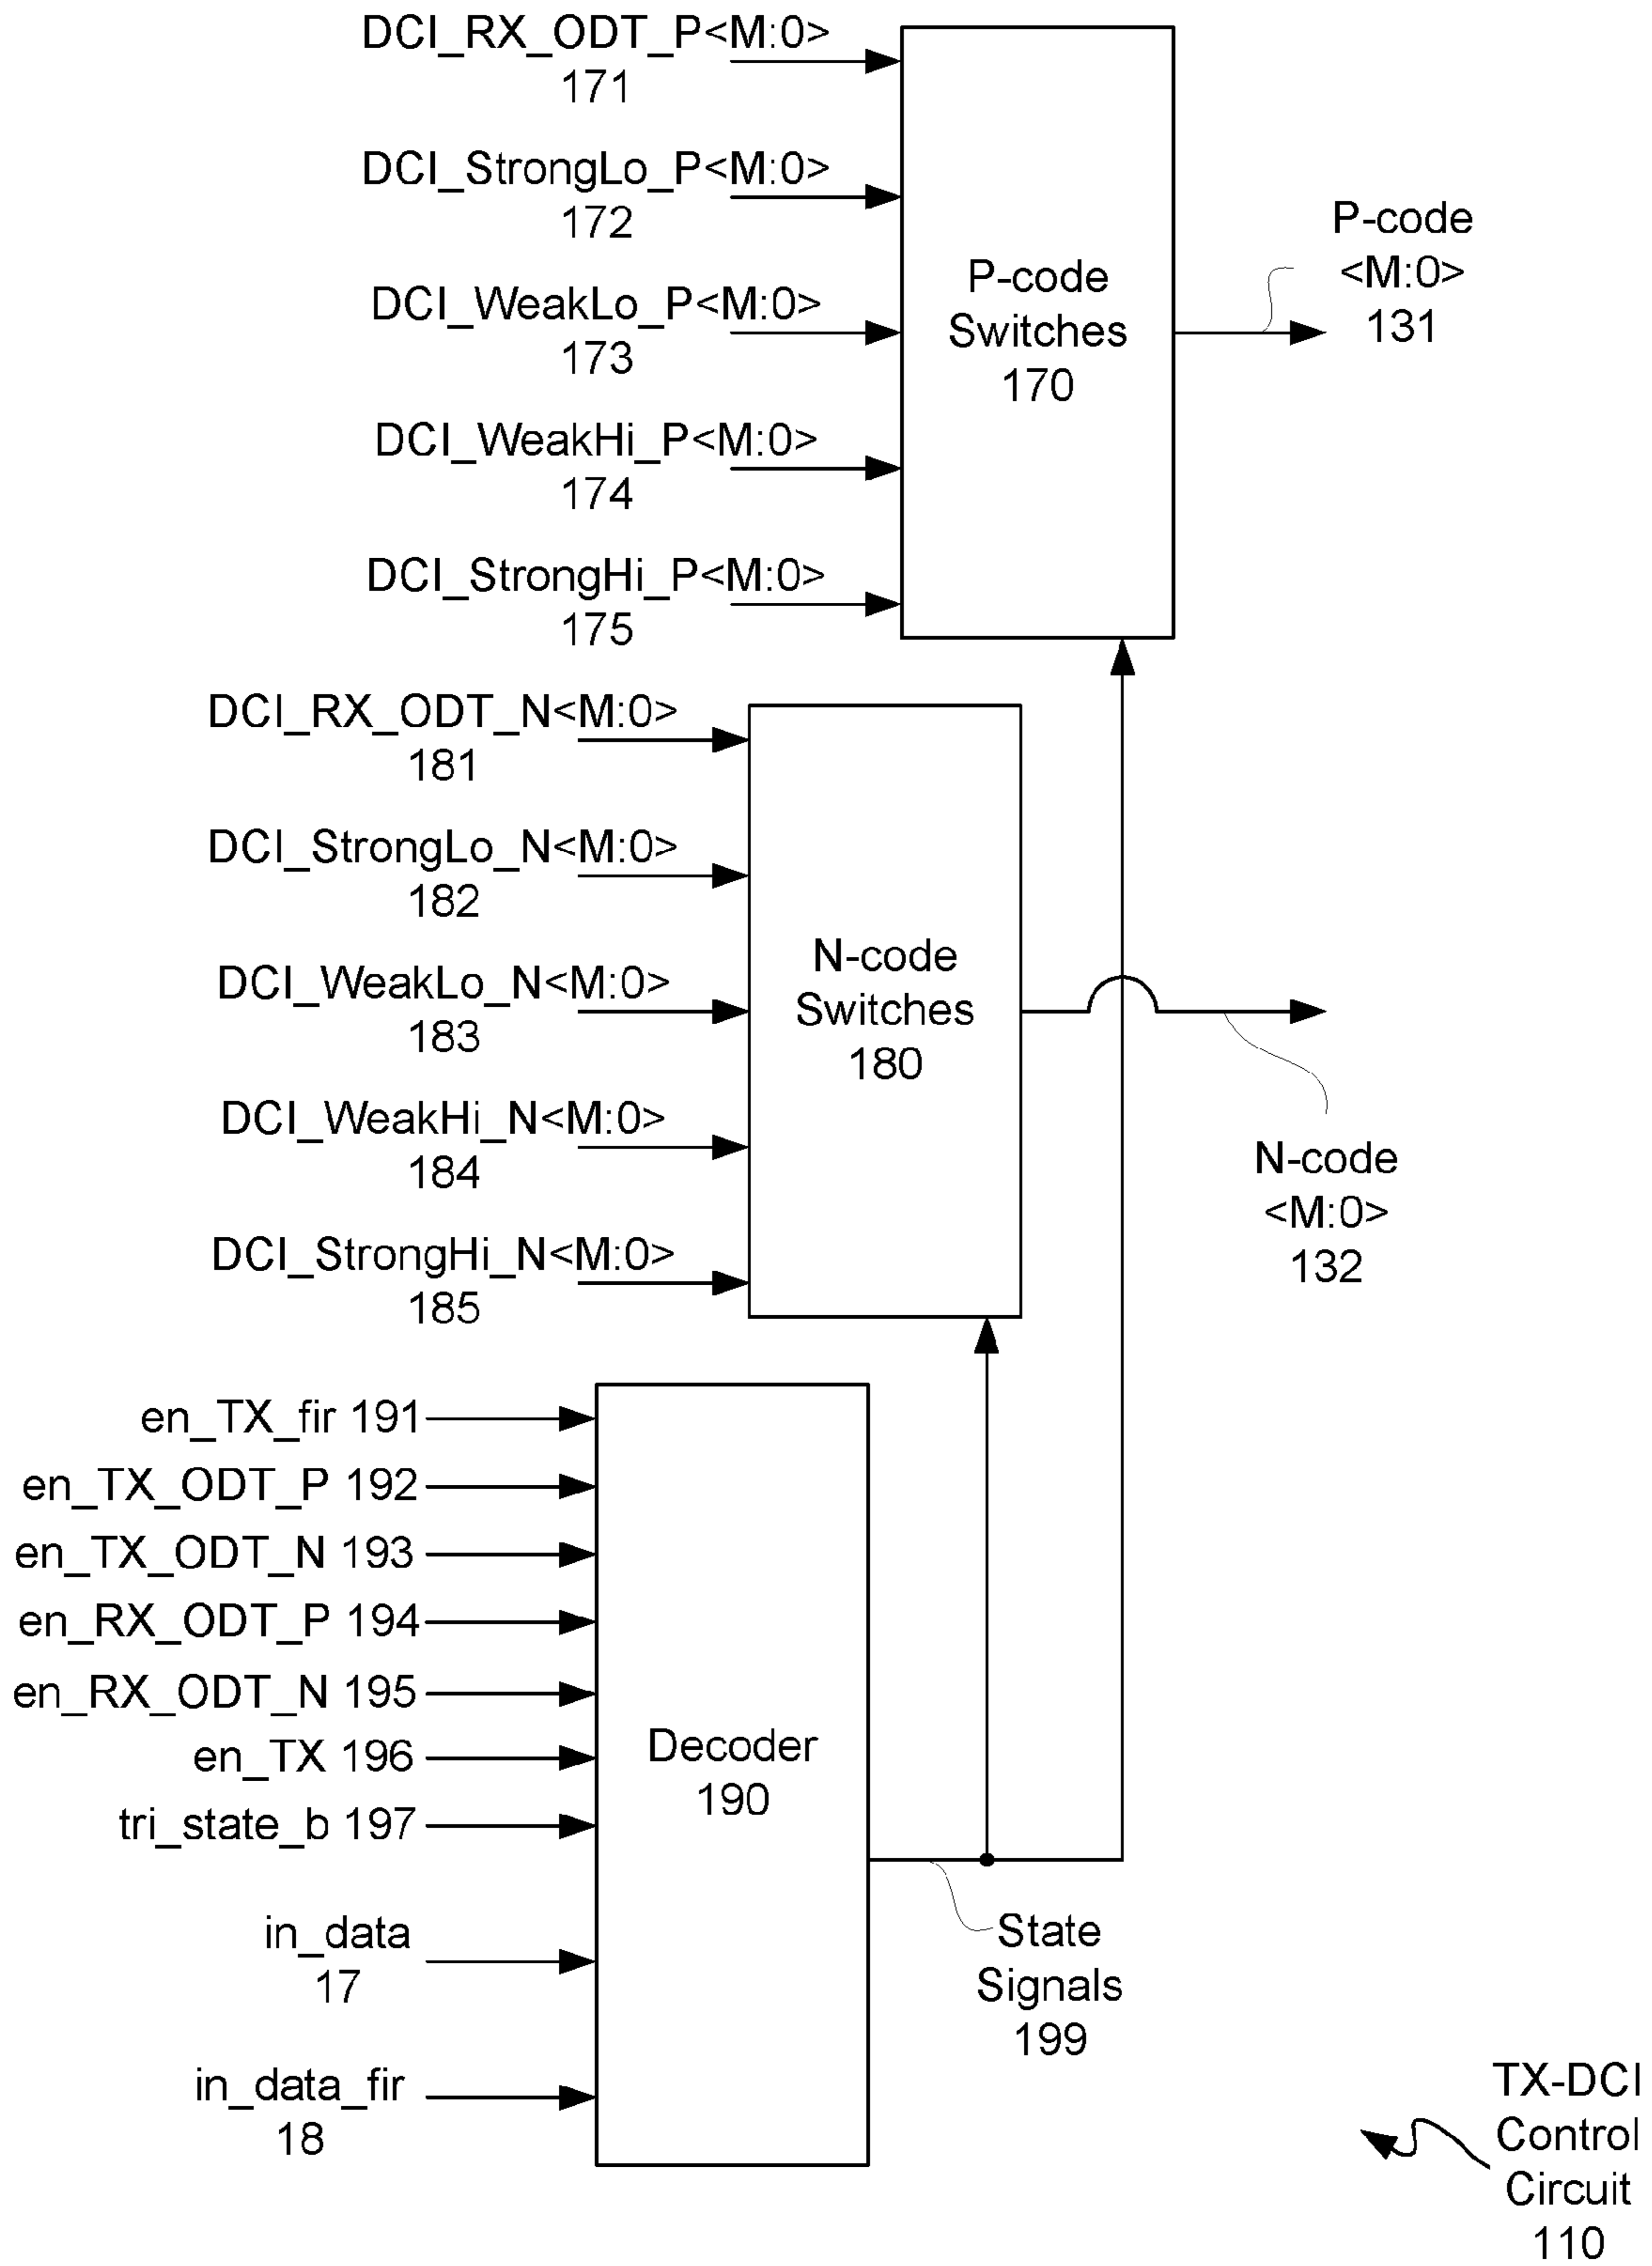 DCI_RX_ODT_P<M:0>
171
DCI_StrongLo_P<M:0>
172
DCI_WeakLo_P<M:0>
173
DCI_WeakHi_P<M:0>
174
DCI_StrongHi_P<M:0>
175
P-code
Switches
170
P-code
<M:0>
131
DCI_RX_ODT_N<M:0>
181
DCI_StrongLo_N<M:0>
182
DCI_WeakLo_N<M:0>
183
DCI_WeakHi_N<M:0>
184
DCI_StrongHi_N<M:0>
185
N-code
Switches
180
N-code
<M:0>
132
en_TX_fir 191
en_TX_ODT_P 192
en_TX_ODT_N 193
en_RX_ODT_P 194
en_RX_ODT_N 195
en_TX 196
tri_state_b 197
in_data
17
in_data_fir
18
Decoder
190
State
Signals
199
TX-DCI
Control
Circuit
110